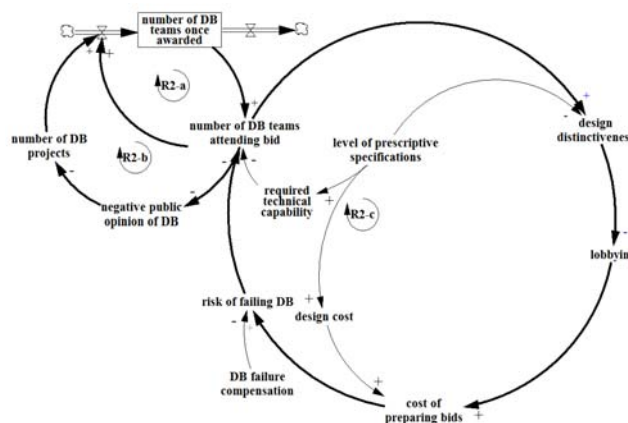 number of DB
teams once
awarded
+
+
R2-a
+
+
number of DB teams
attending bid
-
design
distinctiveness
number of DB
projects
R2-b
level of prescriptive
specifications
-
-
-
required
technical
capability
+
-
-
negative public
opinion of DB
R2-c
-
lobbying
risk of failing DB
+
design cost
-
+
+
DB failure
compensation
+
cost of
preparing bids
+